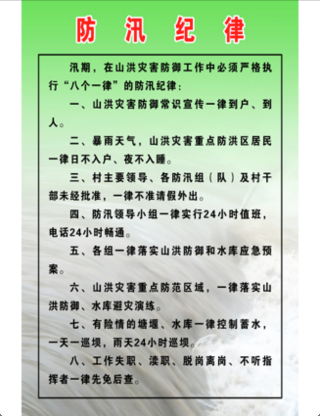 防汛纪律
汛期，在山洪灾害防御工作中必须严格执
行“八个一律”的防汛纪律：
一、山洪灾害防御常识宣传一律到户、到
人。
二、暴雨天气，山洪灾害重点防洪区居民
一律日不入户、夜不入睡。
三、村主要领导、各防汛组（队）及村干
部未经批准，一律不准请假外出。
四、防汛领导小组一律实行24小时值班，
电话24小时畅通。
五、各组一律落实山洪防御和水库应急预
案。
六、山洪灾害重点防范区域，一律落实山
洪防御、水库避灾演练。
七、有险情的塘堰、水库一律控制蓄水，
一天一巡坝，雨天24小时巡坝。
八、工作失职、渎职、脱岗离岗、不听指
挥者一律先免后查。